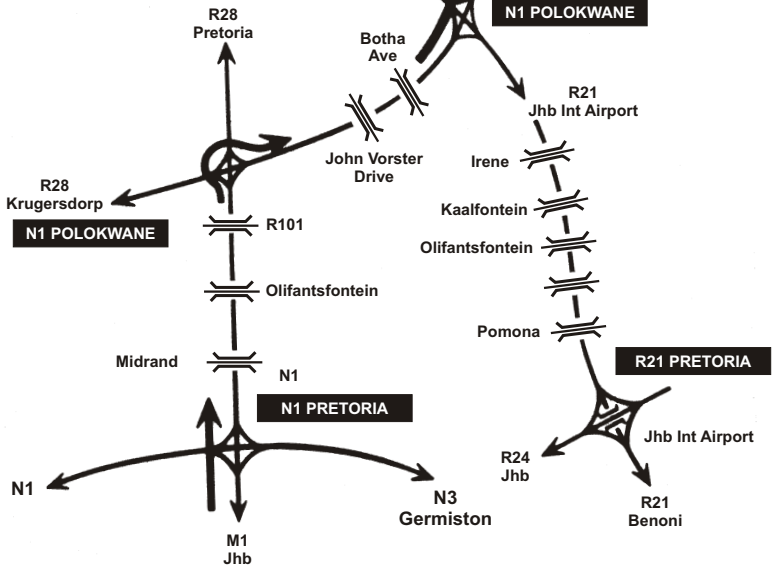 N1 POLOKWANE
R28
Pretoria
Botha
Ave
R21
Jhb Int Airport
John Vorster
Drive
Irene
R28
Krugersdorp
N1 POLOKWANE
R101
Kaalfontein
Olifantsfontein
Olifantsfontein
Pomona
Midrand
N1
R21 PRETORIA
N1 PRETORIA
Jhb Int Airport
R24
Jhb
N1
N3
Germiston
R21
Benoni
M1
Jhb